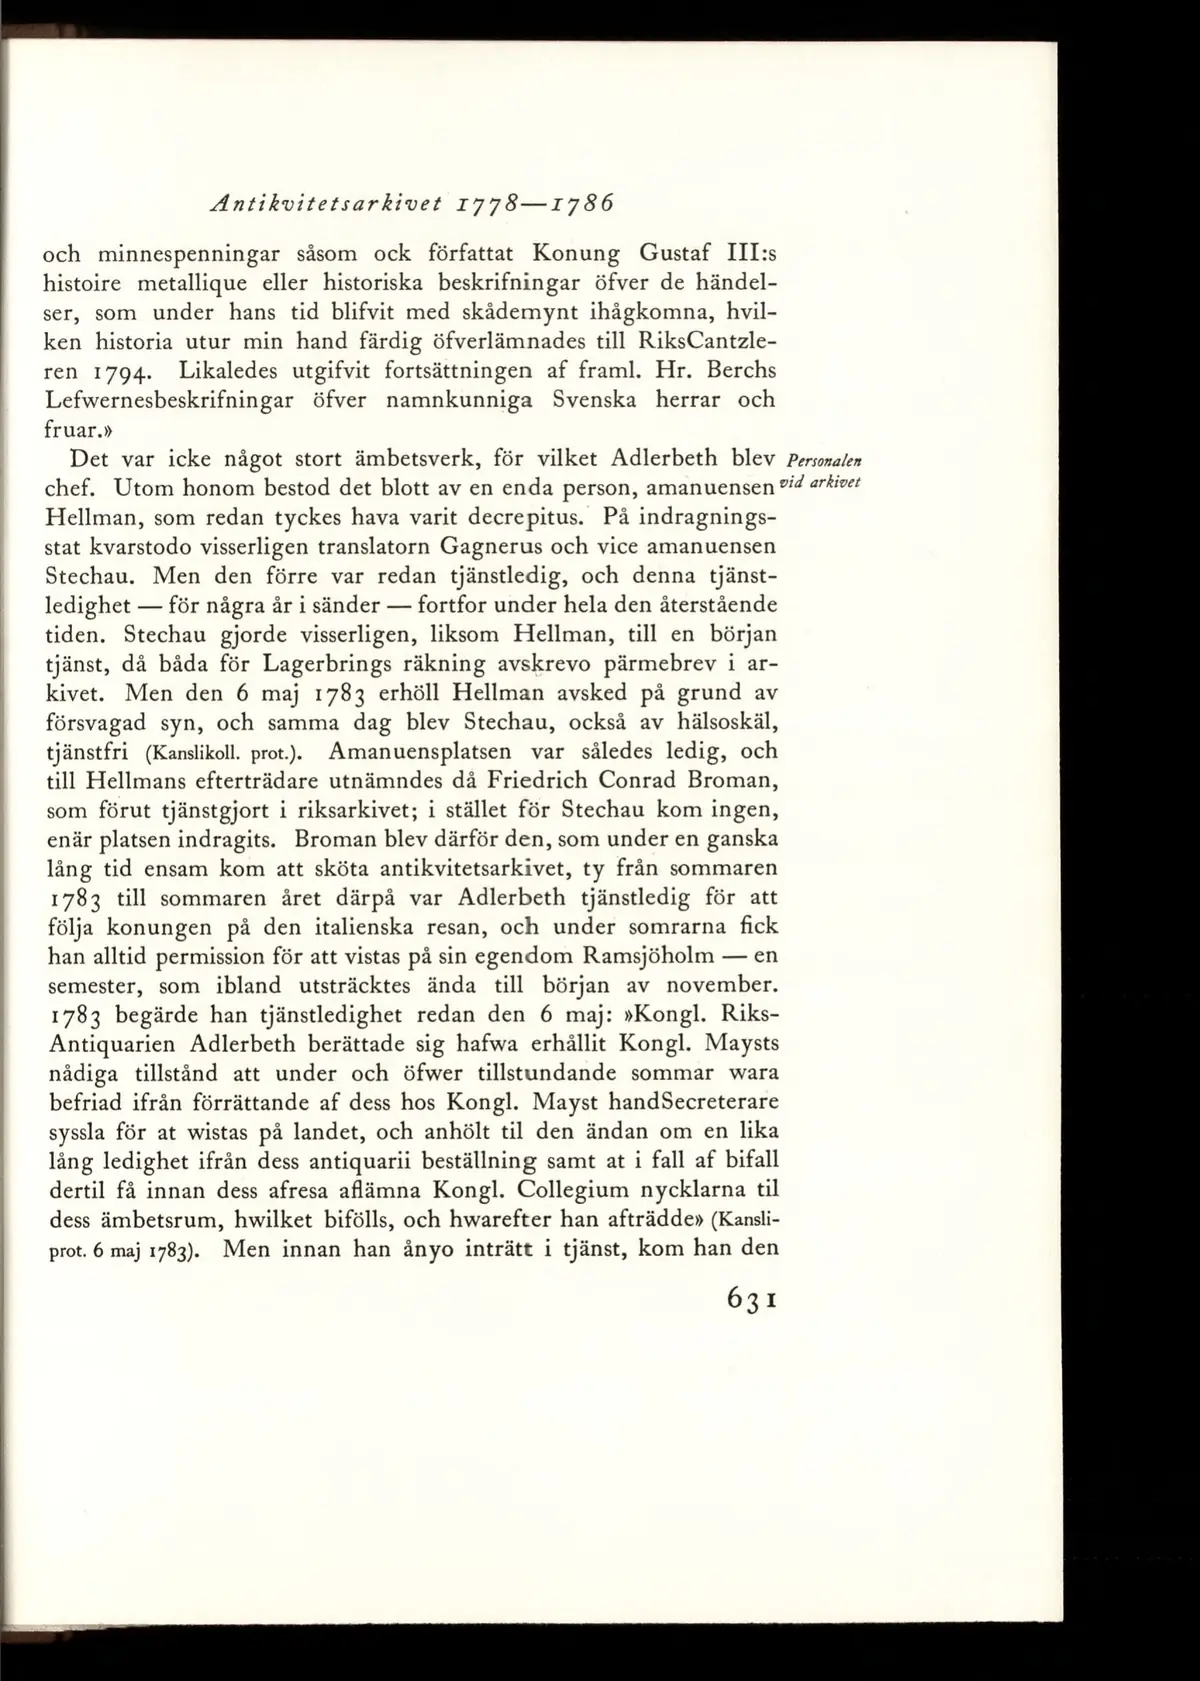 Antikvitetsarkivet 1778—1786
och minnespenningar såsom ock författat Konung Gustaf III:s
histoire metallique eller historiska beskrifningar öfver de händel-
ser, som under hans tid blifvit med skådemynt ihågkomna, hvil-
ken historia utur min hand färdig öfverlämnades till RiksCantzle-
ren 1794. Likaledes utgifvit fortsättningen af framl. Hr. Berchs
Lefwernesbeskrifningar öfver namnkunniga Svenska herrar och
fruar.»
Det var icke något stort ämbetsverk, för vilket Adlerbeth blev
Personalen
vid arkivet
chef. Utom honom bestod det blott av en enda person, amanuensen
Hellman, som redan tyckes hava varit decrepitus. På indragnings-
stat kvarstodo visserligen translatorn Gagnerus och vice amanuensen
Stechau. Men den förre var redan tjänstledig, och denna tjänst-
ledighet — för några år i sänder — fortfor under hela den återstående
tiden. Stechau gjorde visserligen, liksom Hellman, till en början
tjänst, då båda för Lagerbrings räkning avskrevo pärmebrev i ar-
kivet. Men den 6 maj 1783 erhöll Hellman avsked på grund av
försvagad syn, och samma dag blev Stechau, också av hälsoskäl,
tjänstfri (Kanslikoll. prot.). Amanuensplatsen var således ledig, och
till Hellmans efterträdare utnämndes då Friedrich Conrad Broman,
som förut tjänstgjort i riksarkivet; i stället för Stechau kom ingen,
enär platsen indragits. Broman blev därför den, som under en ganska
lång tid ensam kom att sköta antikvitetsarkivet, ty från sommaren
1783 till sommaren året därpå var Adlerbeth tjänstledig för att
följa konungen på den italienska resan, och under somrarna fick
han alltid permission för att vistas på sin egendom Ramsjöholm — en
semester, som ibland utsträcktes ända till början av november.
1783 begärde han tjänstledighet redan den 6 maj: »Kongl. Riks-
Antiquarien Adlerbeth berättade sig hafwa erhållit Kongl. Maysts
nådiga tillstånd att under och öfwer tillstundande sommar wara
befriad ifrån förrättande af dess hos Kongl. Mayst handSecreterare
syssla för at wistas på landet, och anhölt til den ändan om en lika
lång ledighet ifrån dess antiquarii beställning samt at i fall af bifall
dertil få innan dess afresa aflämna Kongl. Collegium nycklarna til
dess ämbetsrum, hwilket bifölls, och hwarefter han afträdde» (Kansli-
prot. 6 maj 1783). Men innan han ånyo inträtt i tjänst, kom han den
631